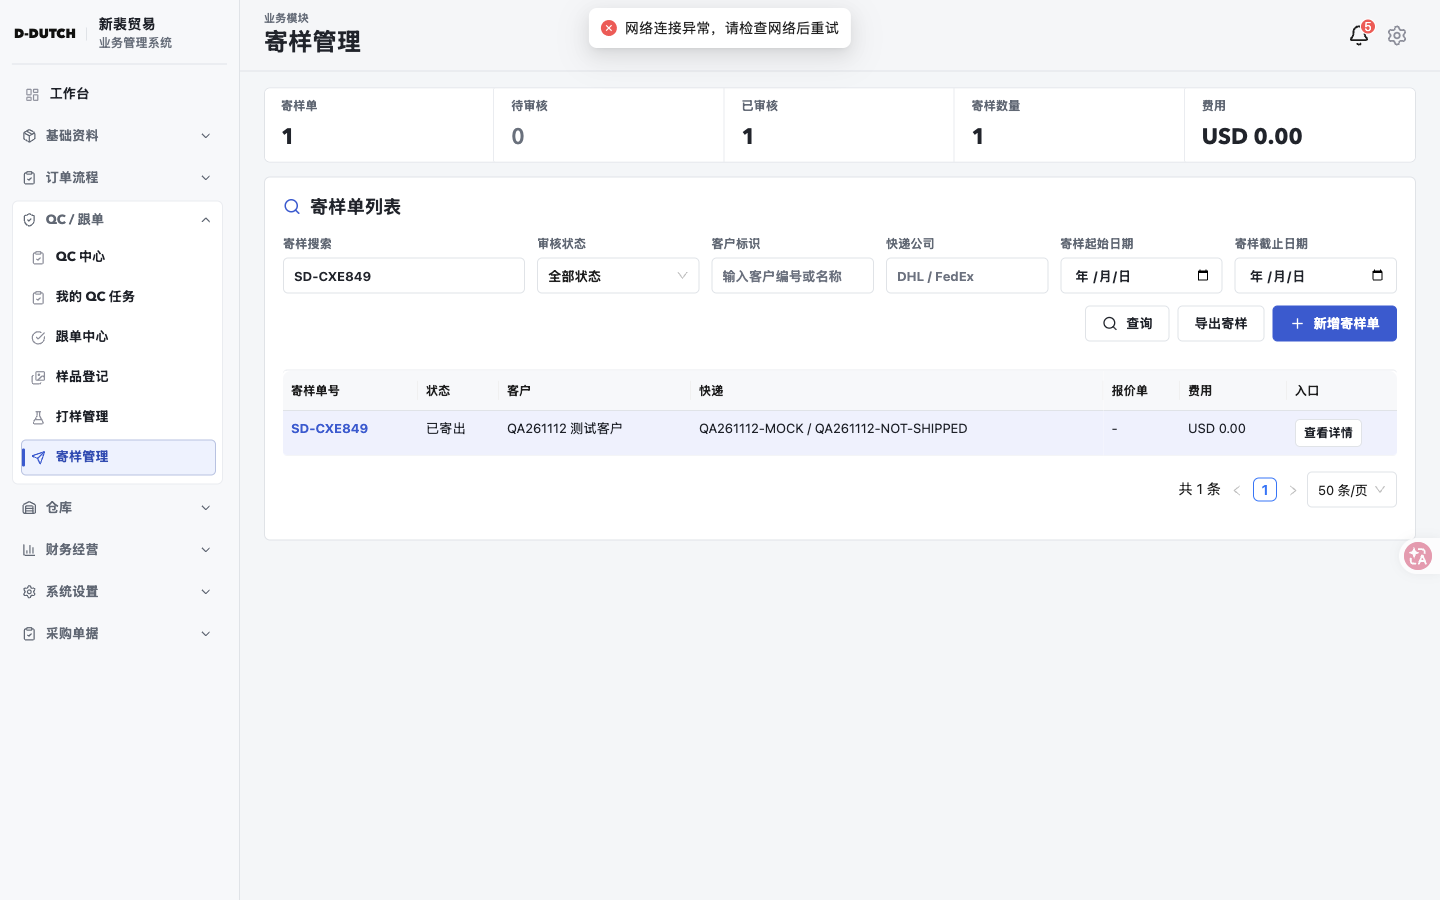 D-DUTCH
新裴贸易
业务管理系统
工作台
基础资料
订单流程
QC / 跟单
QC 中心
我的 QC 任务
跟单中心
样品登记
打样管理
寄样管理
仓库
财务经营
系统设置
采购单据
业务模块
寄样管理
网络连接异常，请检查网络后重试
5
寄样单
1
待审核
0
已审核
1
寄样数量
1
费用
USD 0.00
寄样单列表
寄样搜索
审核状态
客户标识
快递公司
寄样起始日期
寄样截止日期
SD-CXE849
全部状态
输入客户编号或名称
DHL / FedEx
年 /月/日
年 /月/日
查询
导出寄样
新增寄样单
寄样单号 状态 客户 快递 报价单 费用 入口
SD-CXE849 已寄出 QA261112 测试客户 QA261112-MOCK / QA261112-NOT-SHIPPED - USD 0.00 查看详情
共 1 条 1 50 条/页